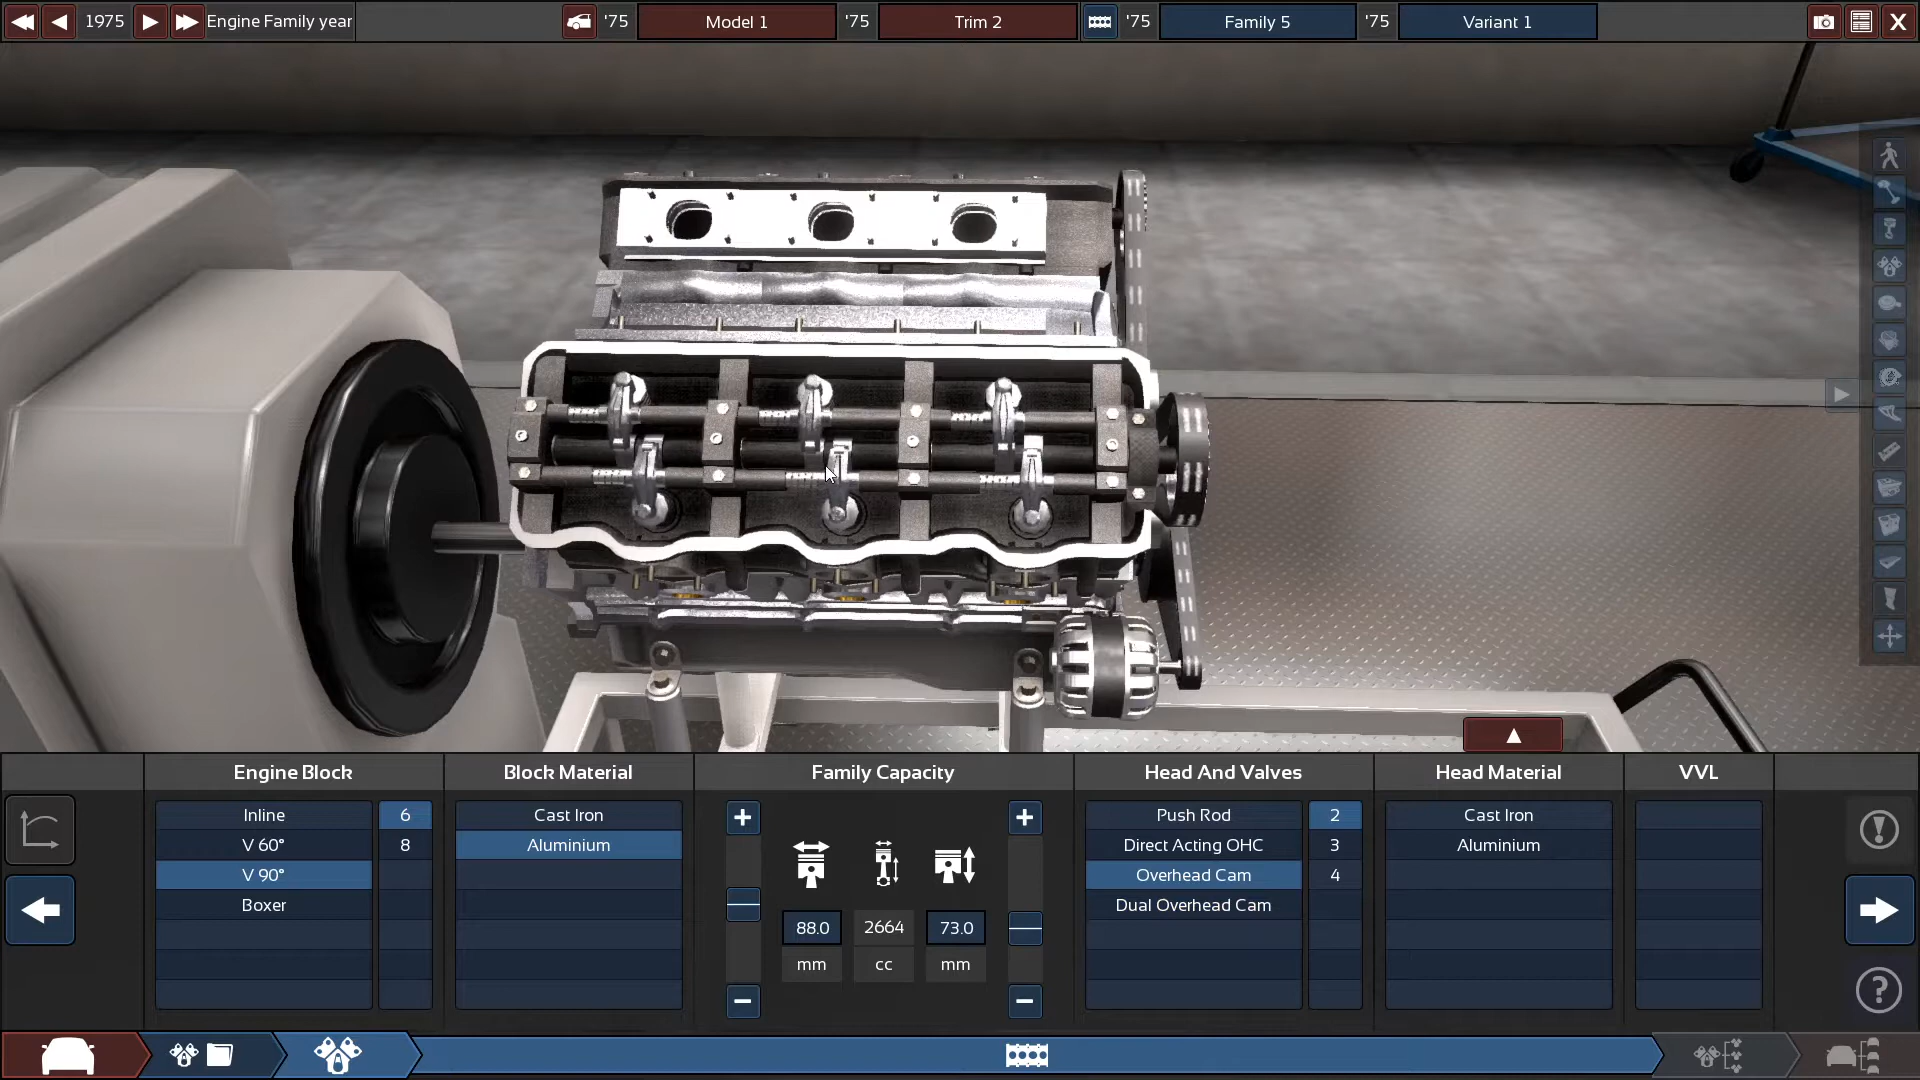 1975 Engine Family year '75 Model 1 '75 Trim 2 '75 Family 5 '75 Variant 1 X
Engine Block
Inline 6
V 60° 8
V 90°
Boxer
Block Material
Cast Iron
Aluminium
Family Capacity
+ +
88.0 2664 73.0
mm cc mm
- -
Head And Valves
Push Rod 2
Direct Acting OHC 3
Overhead Cam 4
Dual Overhead Cam
Head Material
Cast Iron
Aluminium
VVL
!
?